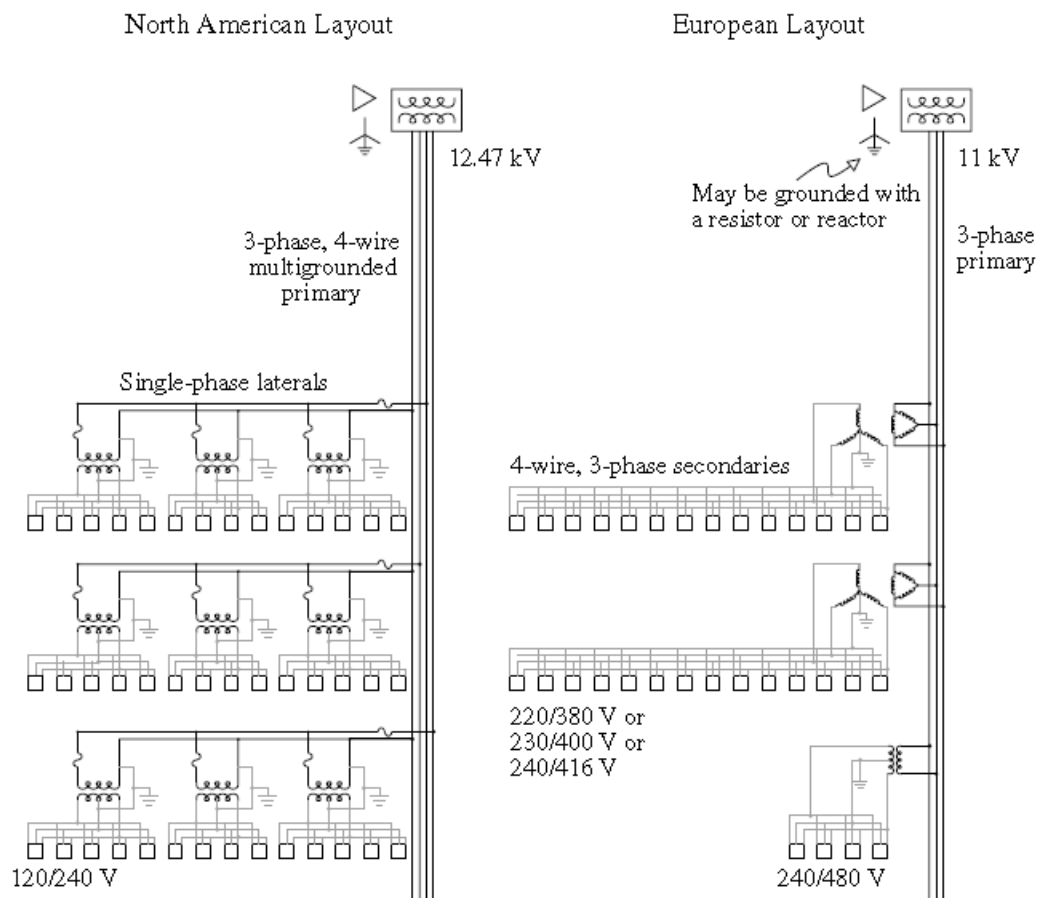 North American Layout
European Layout
12.47 kV
11 kV
May be grounded with
a resistor or reactor
3-phase, 4-wire
multigrounded
primary
3-phase
primary
Single-phase laterals
4-wire, 3-phase secondaries
220/380 V or
230/400 V or
240/416 V
120/240 V
240/480 V